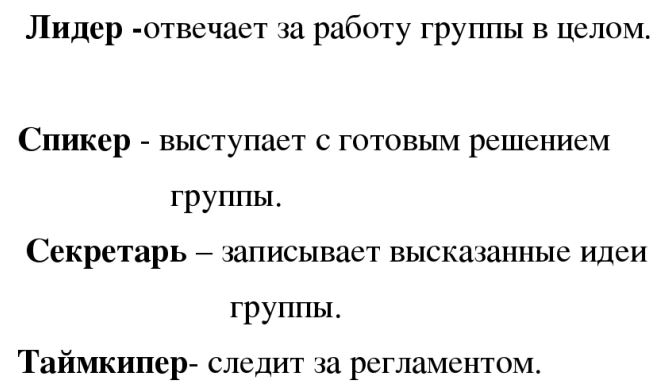 Лидер -отвечает за работу группы в целом.
Спикер - выступает с готовым решением
группы.
Секретарь – записывает высказанные идеи
группы.
Таймкипер- следит за регламентом.